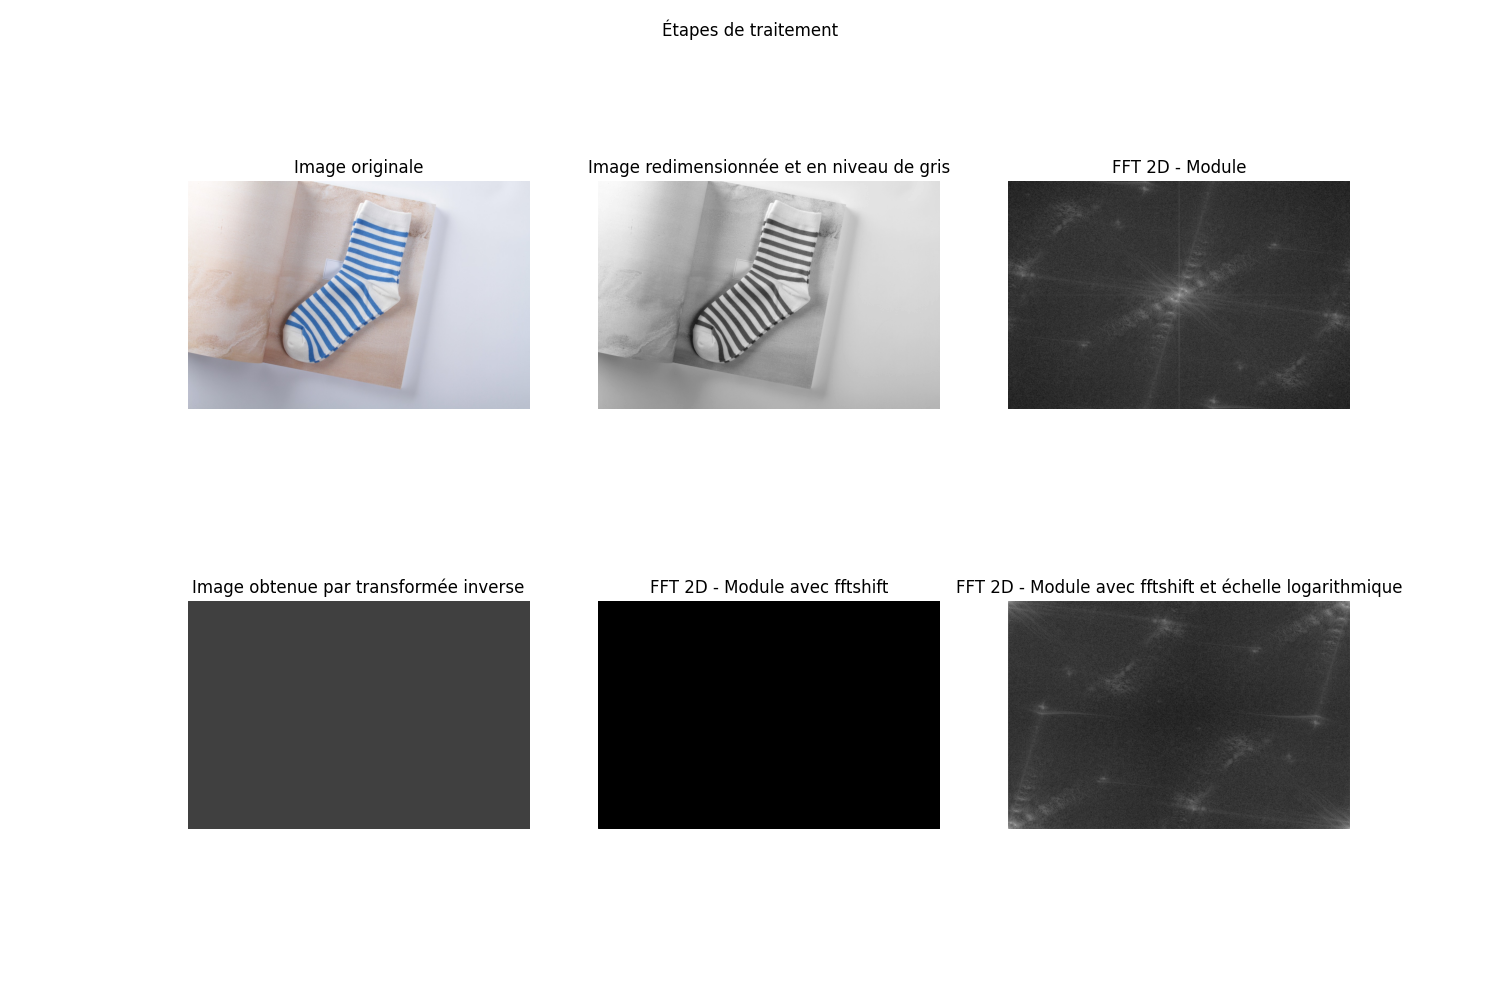 Étapes de traitement
Image originale
Image redimensionnée et en niveau de gris
FFT 2D - Module
Image obtenue par transformée inverse
FFT 2D - Module avec fftshift
FFT 2D - Module avec fftshift et échelle logarithmique